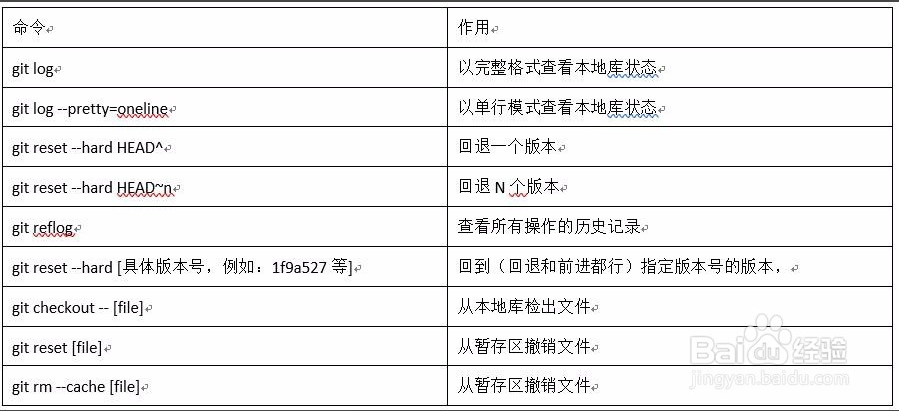 命令 作用
git log 以完整格式查看本地库状态
git log --pretty=oneline 以单行模式查看本地库状态
git reset --hard HEAD^ 回退一个版本
git reset --hard HEAD~n 回退 N 个版本
git reflog 查看所有操作的历史记录
git reset --hard [具体版本号，例如：1f9a527 等] 回到（回退和前进都行）指定版本号的版本，
git checkout -- [file] 从本地库检出文件
git reset [file] 从暂存区撤销文件
git rm --cache [file] 从暂存区撤销文件
Baidu 经验
jingyan.baidu.com